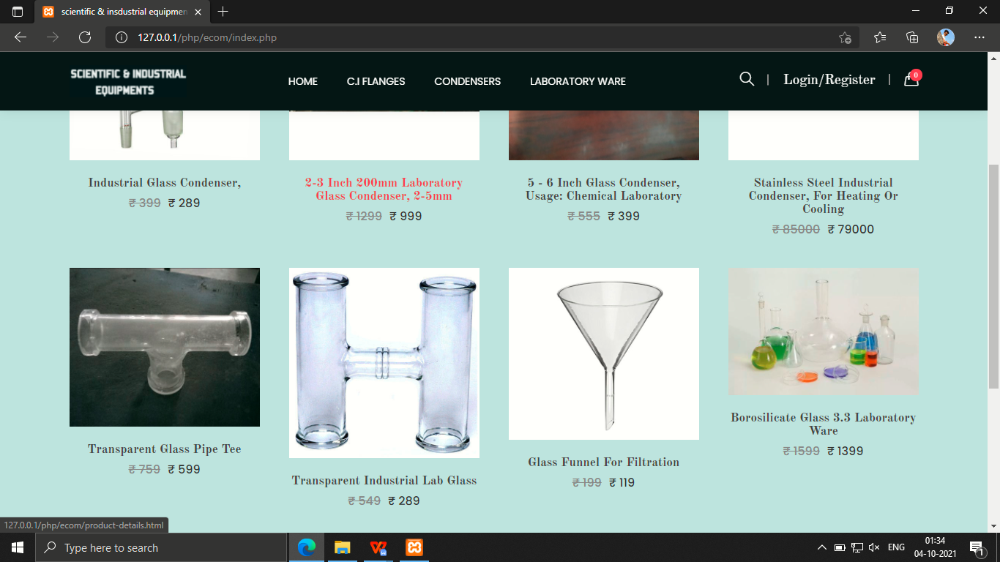 scientific & insdustrial equipmen
127.0.0.1/php/ecom/index.php
SCIENTIFIC & INDUSTRIAL
EQUIPMENTS
HOME
C.I FLANGES
CONDENSERS
LABORATORY WARE
|
Login/Register
|
0
Industrial Glass Condenser,
₹ 399 ₹ 289
2-3 Inch 200mm Laboratory
Glass Condenser, 2-5mm
₹ 1299 ₹ 999
5 - 6 Inch Glass Condenser,
Usage: Chemical Laboratory
₹ 555 ₹ 399
Stainless Steel Industrial
Condenser, For Heating Or
Cooling
₹ 85000 ₹ 79000
Transparent Glass Pipe Tee
₹ 759 ₹ 599
Transparent Industrial Lab Glass
₹ 549 ₹ 289
Glass Funnel For Filtration
₹ 199 ₹ 119
Borosilicate Glass 3.3 Laboratory
Ware
₹ 1599 ₹ 1399
127.0.0.1/php/ecom/product-details.html
Type here to search
ENG
01:34
04-10-2021
1